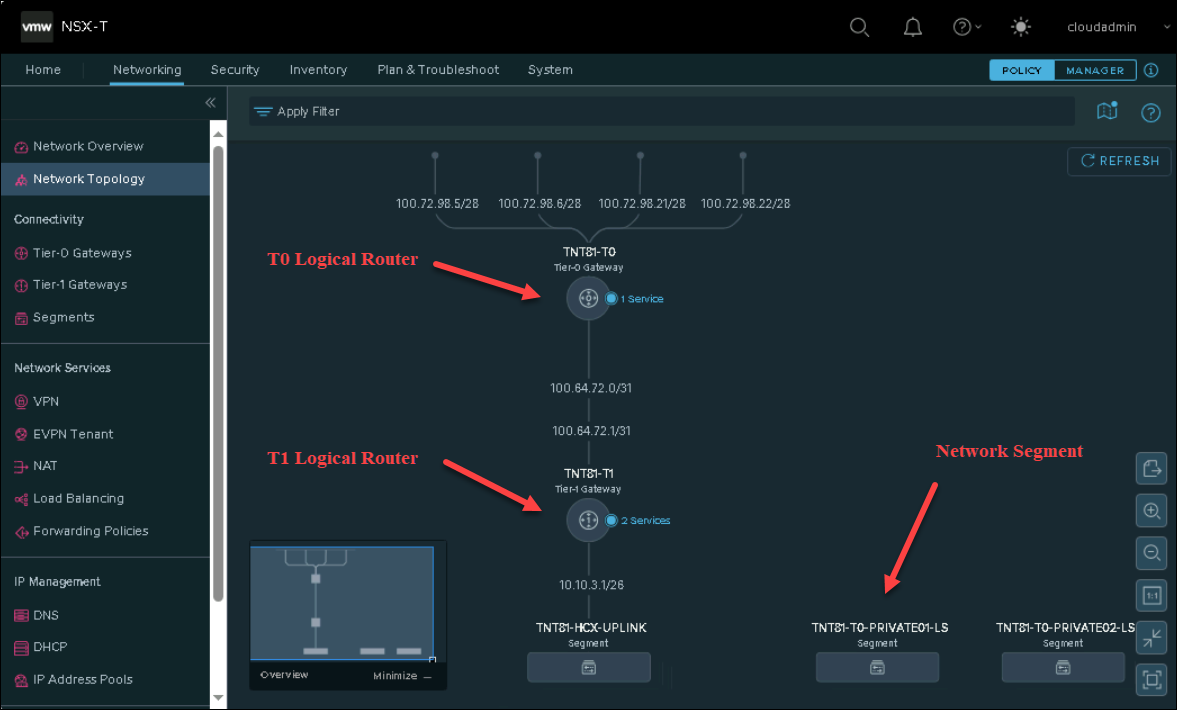 vmw NSX-T
cloudadmin
Home Networking Security Inventory Plan & Troubleshoot System
POLICY MANAGER
Apply Filter
REFRESH
Network Overview
Network Topology
Connectivity
Tier-0 Gateways
Tier-1 Gateways
Segments
Network Services
VPN
EVPN Tenant
NAT
Load Balancing
Forwarding Policies
IP Management
DNS
DHCP
IP Address Pools
100.72.98.5/28 100.72.98.6/28 100.72.98.21/28 100.72.98.22/28
TNT81-T0
Tier-0 Gateway
T0 Logical Router
1 Service
100.64.72.0/31
100.64.72.1/31
T1 Logical Router
TNT81-T1
Tier-1 Gateway
2 Services
Network Segment
10.10.3.1/26
TNT81-HCX-UPLINK
Segment
TNT81-T0-PRIVATE01-LS
Segment
TNT81-T0-PRIVATE02-LS
Segment
1:1
Overview Minimize —